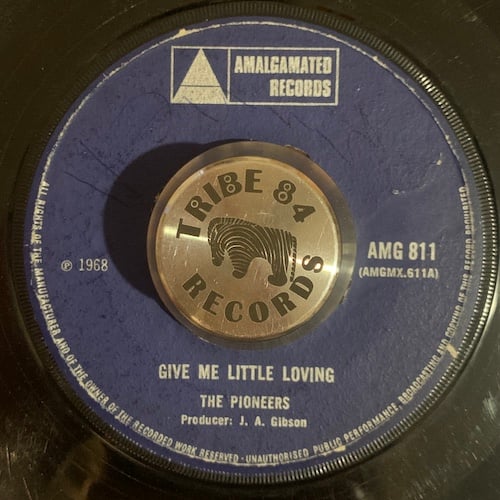 AMALGAMATED
RECORDS
TRIBE 84
RECORDS
℗ 1968
AMG 811
(AMGMX.611A)
GIVE ME LITTLE LOVING
THE PIONEERS
Producer: J. A. Gibson
ALL RIGHTS OF THE MANUFACTURER AND OF THE OWNER OF THE RECORDED WORK RESERVED - UNAUTHORISED PUBLIC PERFORMANCE, BROADCASTING AND COPYING OF THIS RECORD PROHIBITED